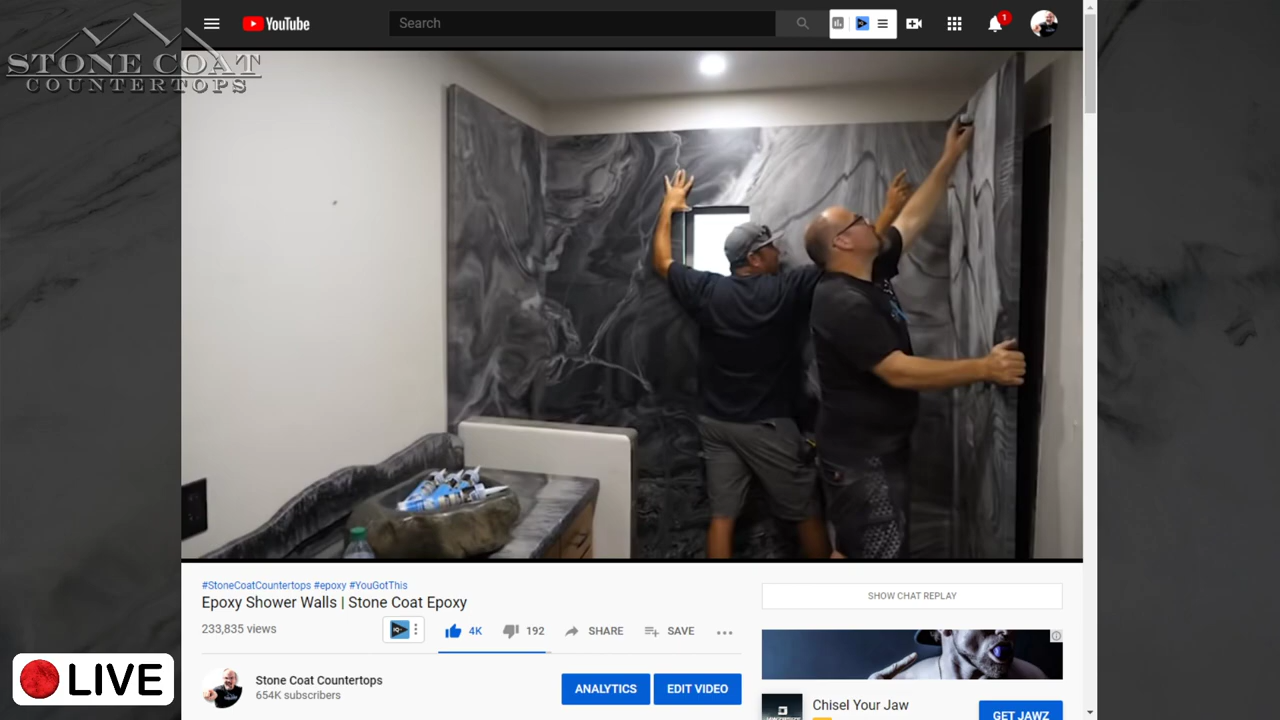 STONE COAT
COUNTERTOPS
YouTube
Search
1
#StoneCoatCountertops #epoxy #YouGotThis
Epoxy Shower Walls | Stone Coat Epoxy
233,835 views
IQ
4K
192
SHARE
SAVE
SHOW CHAT REPLAY
Stone Coat Countertops
654K subscribers
ANALYTICS
EDIT VIDEO
Chisel Your Jaw
GET JAWZ
LIVE